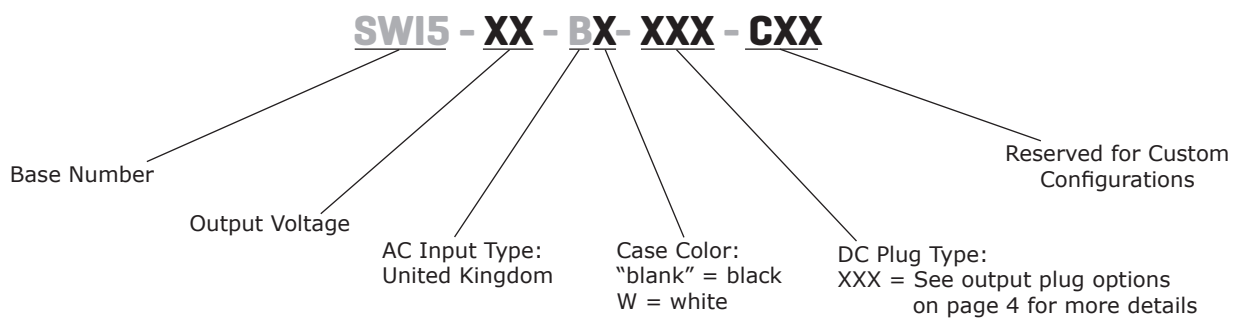 SWI5 - XX - BX- XXX - CXX
Base Number
Output Voltage
AC Input Type:
United Kingdom
Case Color:
“blank” = black
W = white
DC Plug Type:
XXX = See output plug options
on page 4 for more details
Reserved for Custom
Configurations